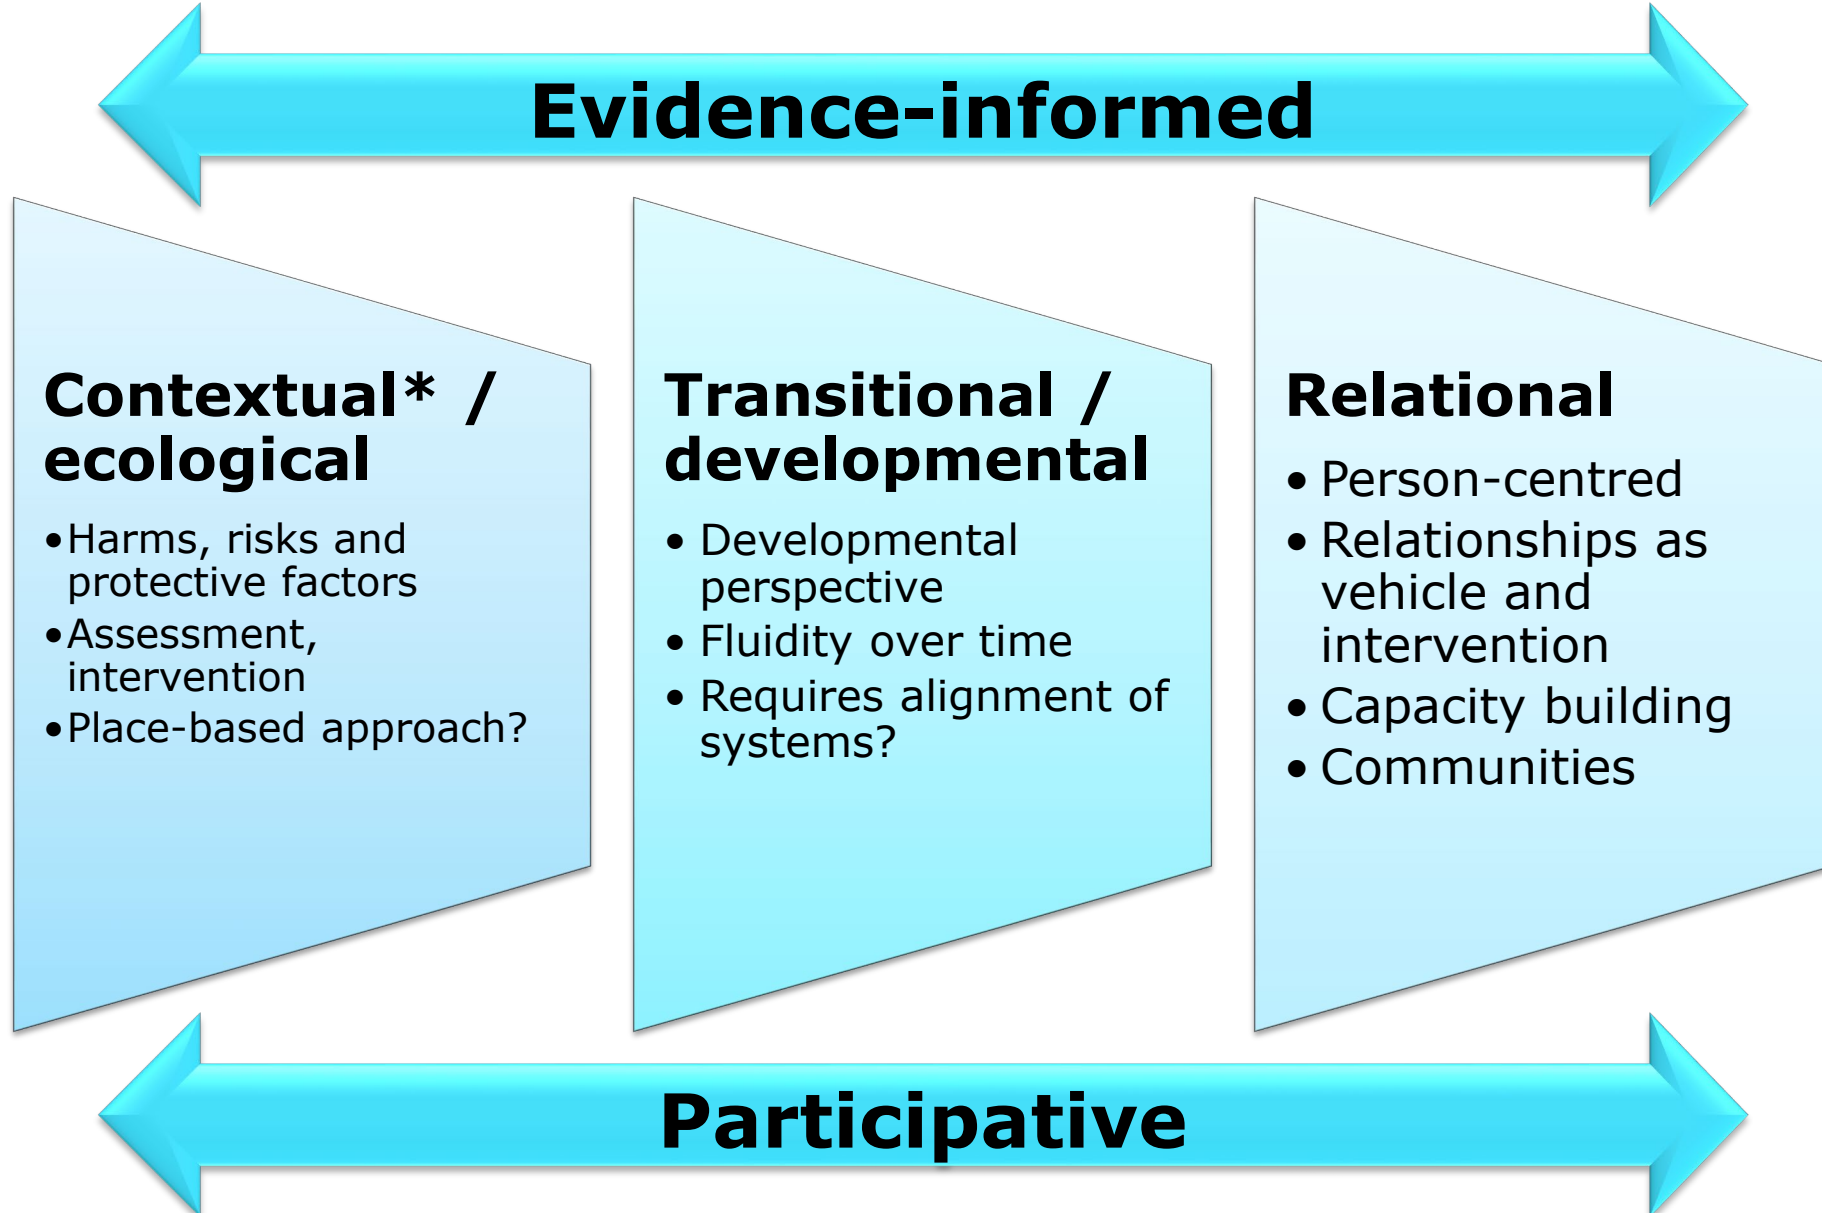 Evidence-informed
Contextual* /
ecological
•Harms, risks and
protective factors
•Assessment,
intervention
•Place-based approach?
Transitional /
developmental
• Developmental
perspective
• Fluidity over time
• Requires alignment of
systems?
Relational
• Person-centred
• Relationships as
vehicle and
intervention
• Capacity building
• Communities
Participative